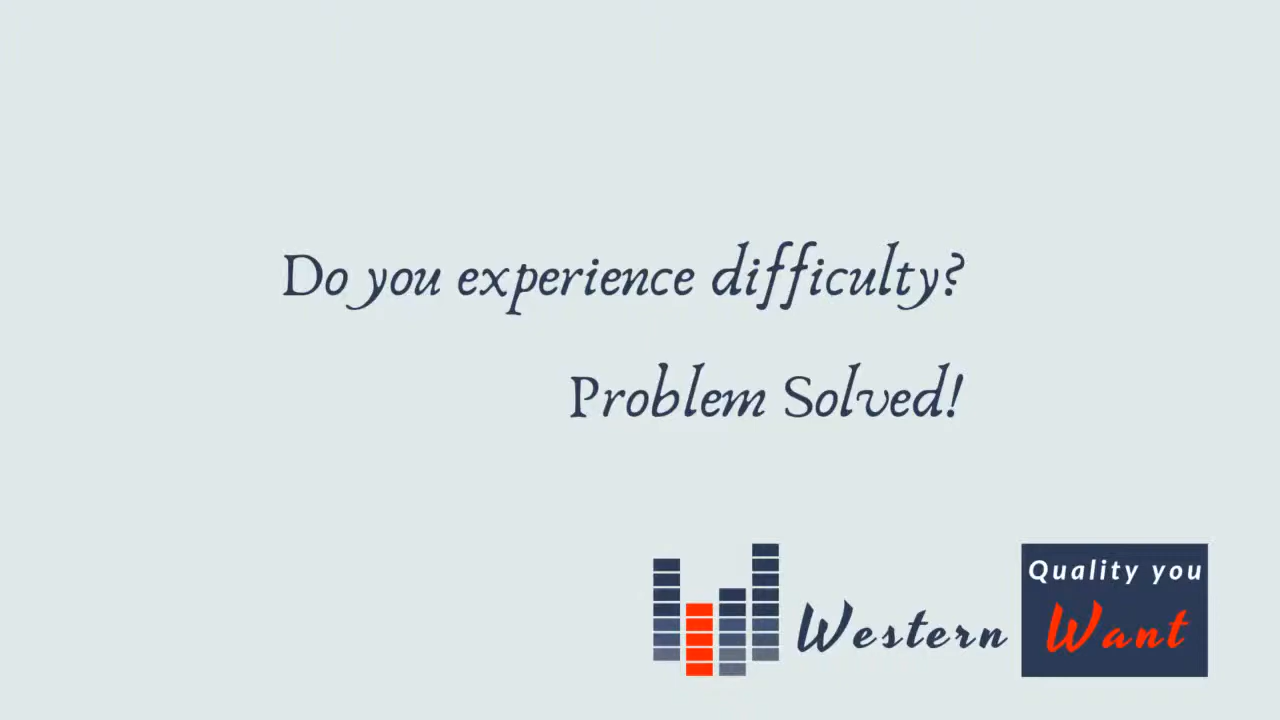 Do you experience difficulty?
Problem Solved!
Western
Quality you
Want